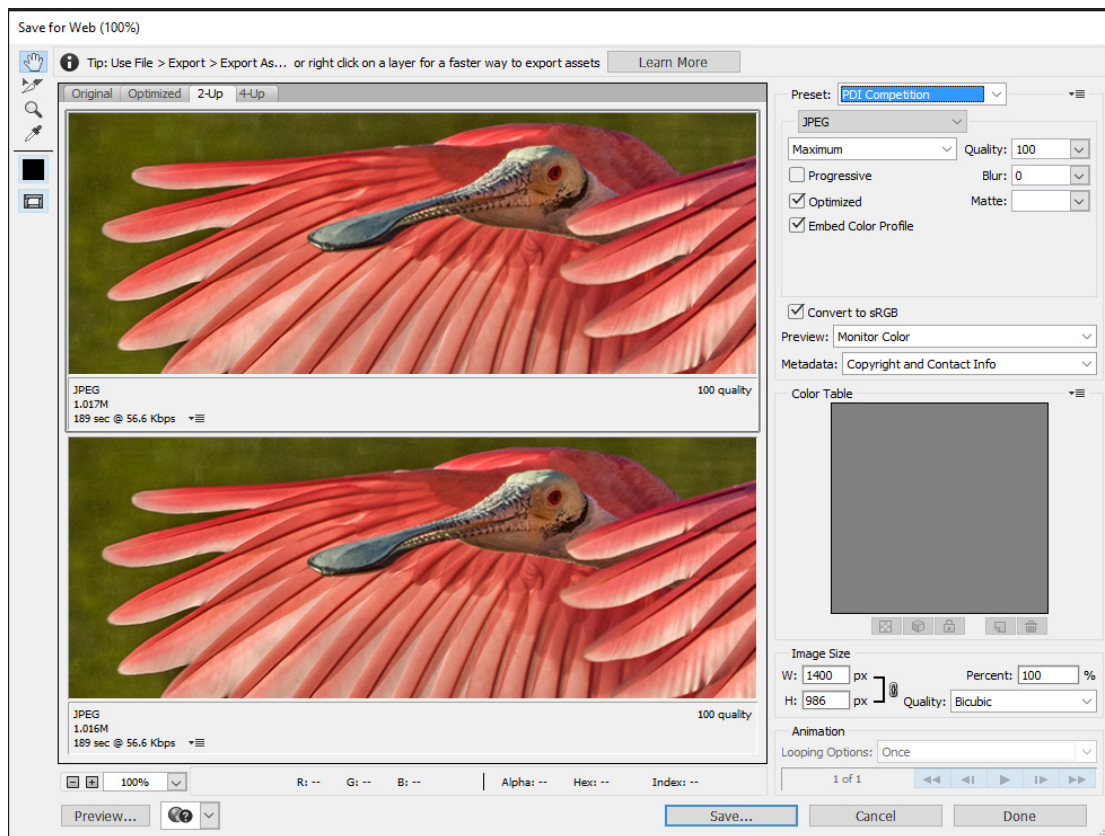 Save for Web (100%)
Tip: Use File > Export > Export As... or right click on a layer for a faster way to export assets
Learn More
Original
Optimized
2-Up
4-Up
JPEG
100 quality
1.017M
189 sec @ 56.6 Kbps
JPEG
100 quality
1.016M
189 sec @ 56.6 Kbps
100%
R: --
G: --
B: --
Alpha: --
Hex: --
Index: --
Preview...
Preset: PDI Competition
JPEG
Maximum
Quality: 100
Progressive
Blur: 0
Optimized
Matte:
Embed Color Profile
Convert to sRGB
Preview: Monitor Color
Metadata: Copyright and Contact Info
Color Table
Image Size
W: 1400 px
Percent: 100 %
H: 986 px
Quality: Bicubic
Animation
Looping Options: Once
1 of 1
Save...
Cancel
Done